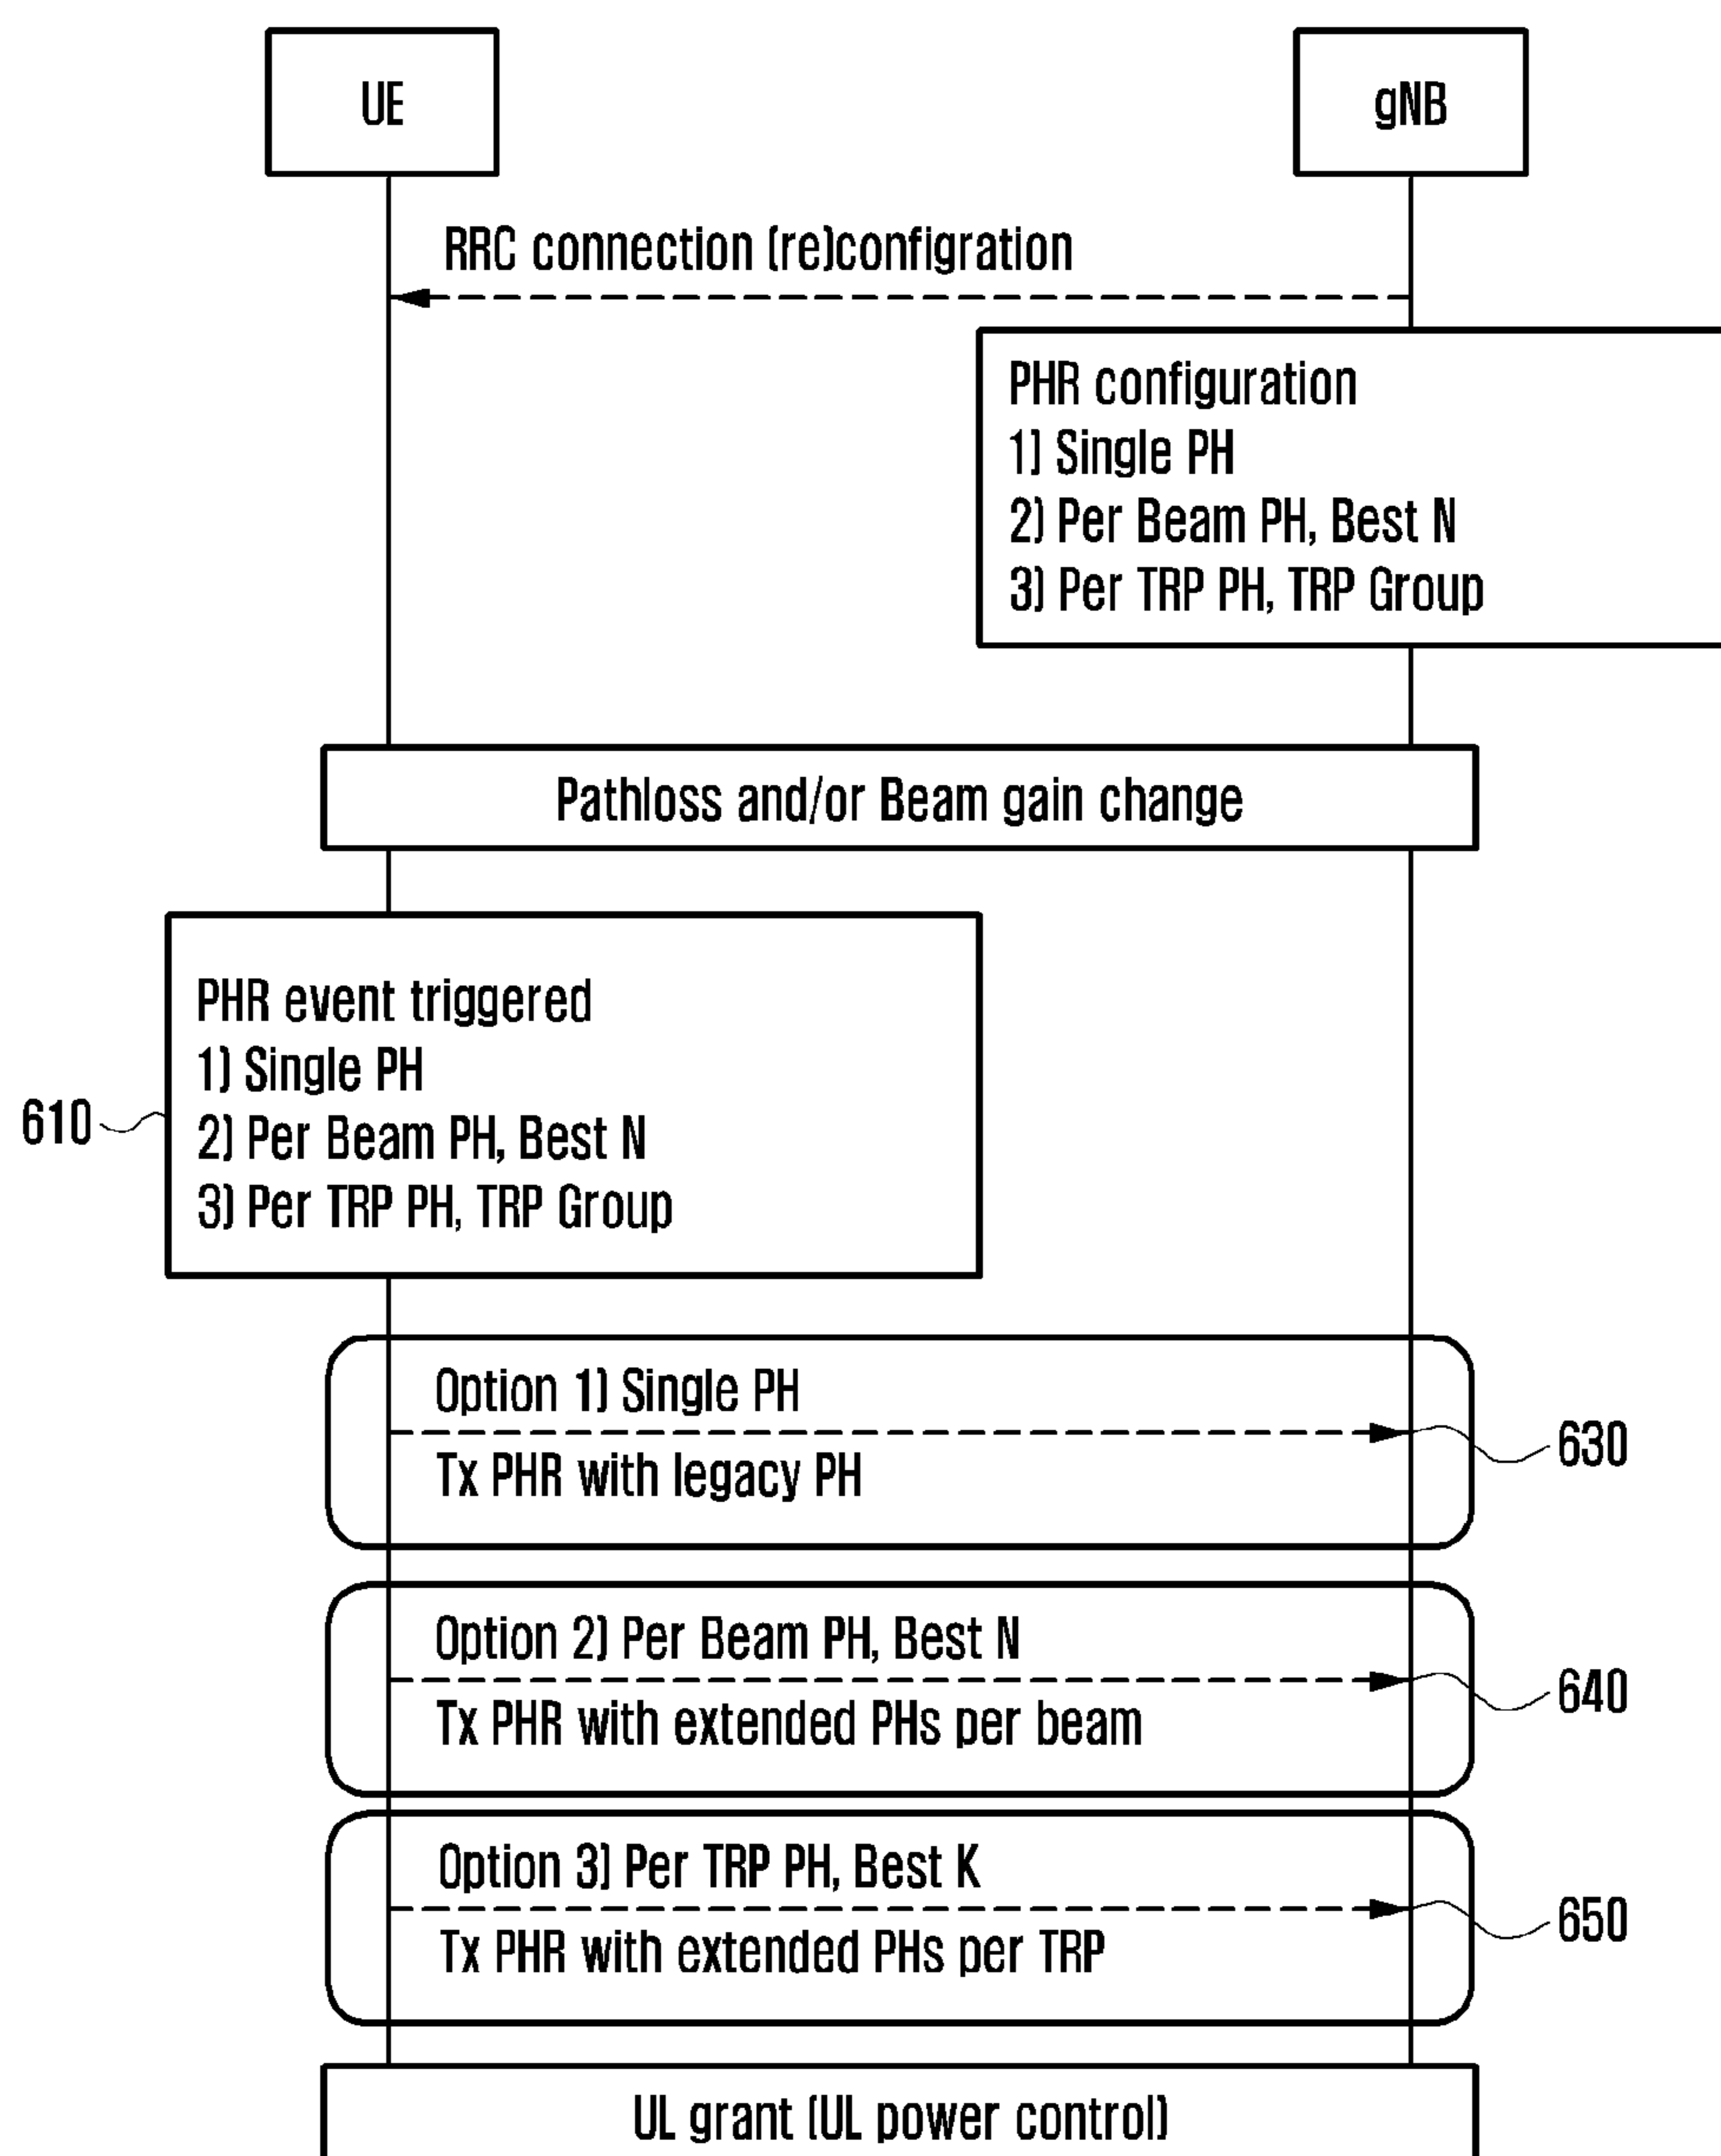 UE
gNB
RRC connection (re)configration
PHR configuration
1) Single PH
2) Per Beam PH, Best N
3) Per TRP PH, TRP Group
Pathloss and/or Beam gain change
PHR event triggered
1) Single PH
610
2) Per Beam PH, Best N
3) Per TRP PH, TRP Group
Option 1) Single PH
630
Tx PHR with legacy PH
Option 2) Per Beam PH, Best N
640
Tx PHR with extended PHs per beam
Option 3) Per TRP PH, Best K
650
Tx PHR with extended PHs per TRP
UL grant (UL power control)